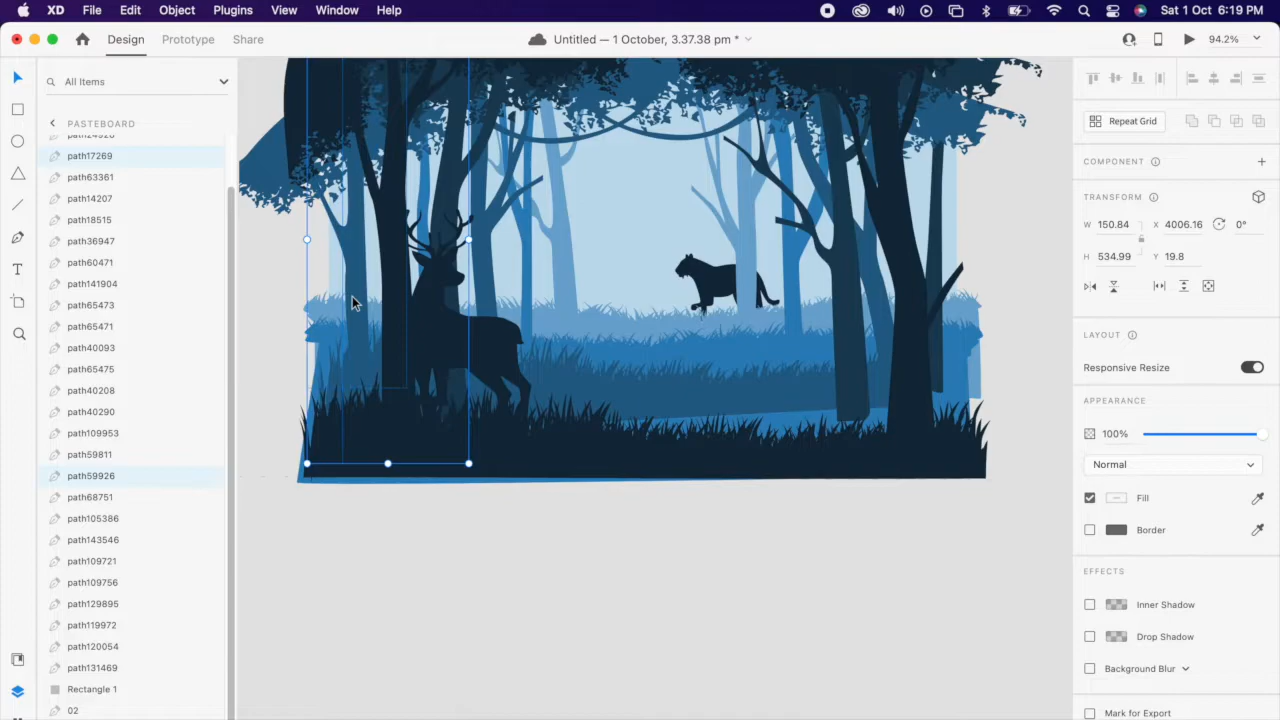 XD File Edit Object Plugins View Window Help Sat 1 Oct 6:19 PM
Design Prototype Share Untitled — 1 October, 3.37.38 pm * 94.2%
All Items
PASTEBOARD
path24926
path17269
path63361
path14207
path18515
path36947
path60471
path141904
path65473
path65471
path40093
path65475
path40208
path40290
path109953
path59811
path59926
path68751
path105386
path143546
path109721
path109756
path129895
path119972
path120054
path131469
Rectangle 1
02
Repeat Grid
COMPONENT
TRANSFORM
W 150.84 X 4006.16 0°
H 534.99 Y 19.8
LAYOUT
Responsive Resize
APPEARANCE
100%
Normal
Fill
Border
EFFECTS
Inner Shadow
Drop Shadow
Background Blur
Mark for Export